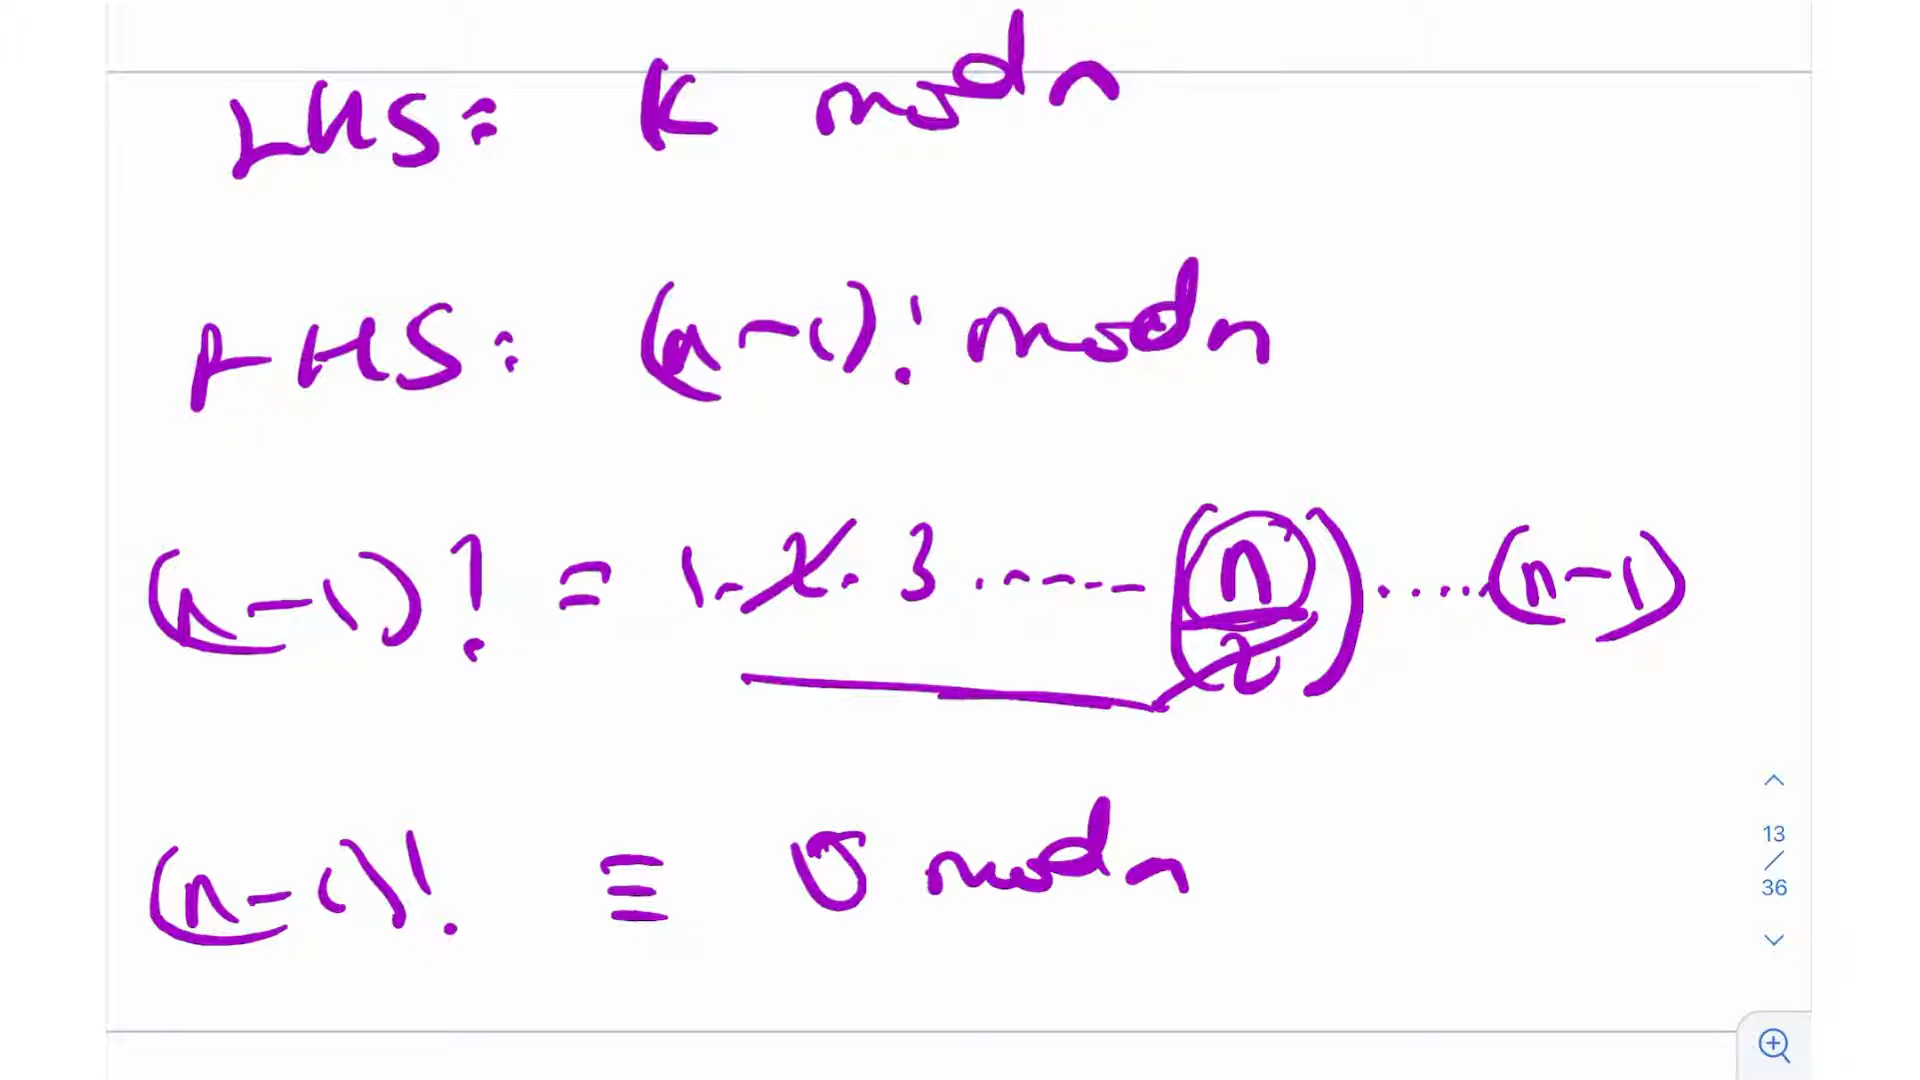 LHS: K mod n
RHS: (n-1)! mod n
(n-1)! = 1.2.3.....(n/2).....(n-1)
(n-1)! ≡ 0 mod n
13
/
36